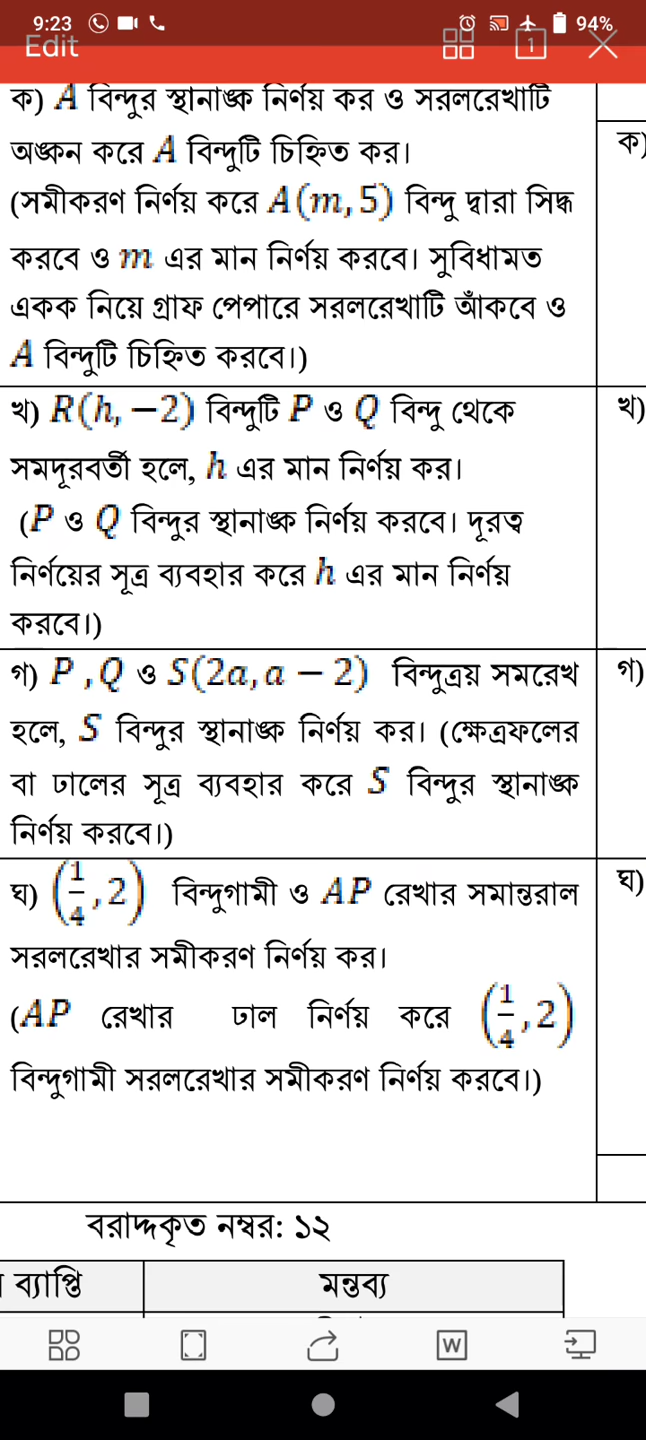 9:23 94%
Edit 1
ক) A বিন্দুর স্থানাঙ্ক নির্ণয় কর ও সরলরেখাটি
অঙ্কন করে A বিন্দুটি চিহ্নিত কর।
ক)
(সমীকরণ নির্ণয় করে A(m, 5) বিন্দু দ্বারা সিদ্ধ
করবে ও m এর মান নির্ণয় করবে। সুবিধামত
একক নিয়ে গ্রাফ পেপারে সরলরেখাটি আঁকবে ও
A বিন্দুটি চিহ্নিত করবে।)
খ) R(h, −2) বিন্দুটি P ও Q বিন্দু থেকে
খ)
সমদূরবর্তী হলে, h এর মান নির্ণয় কর।
(P ও Q বিন্দুর স্থানাঙ্ক নির্ণয় করবে। দূরত্ব
নির্ণয়ের সূত্র ব্যবহার করে h এর মান নির্ণয়
করবে।)
গ) P ,Q ও S(2a, a − 2) বিন্দুত্রয় সমরেখ
গ)
হলে, S বিন্দুর স্থানাঙ্ক নির্ণয় কর। (ক্ষেত্রফলের
বা ঢালের সূত্র ব্যবহার করে S বিন্দুর স্থানাঙ্ক
নির্ণয় করবে।)
ঘ) (1/4, 2) বিন্দুগামী ও AP রেখার সমান্তরাল
ঘ)
সরলরেখার সমীকরণ নির্ণয় কর।
(AP রেখার ঢাল নির্ণয় করে (1/4, 2)
বিন্দুগামী সরলরেখার সমীকরণ নির্ণয় করবে।)
বরাদ্দকৃত নম্বর: ১২
ব্যাপ্তি মন্তব্য
W